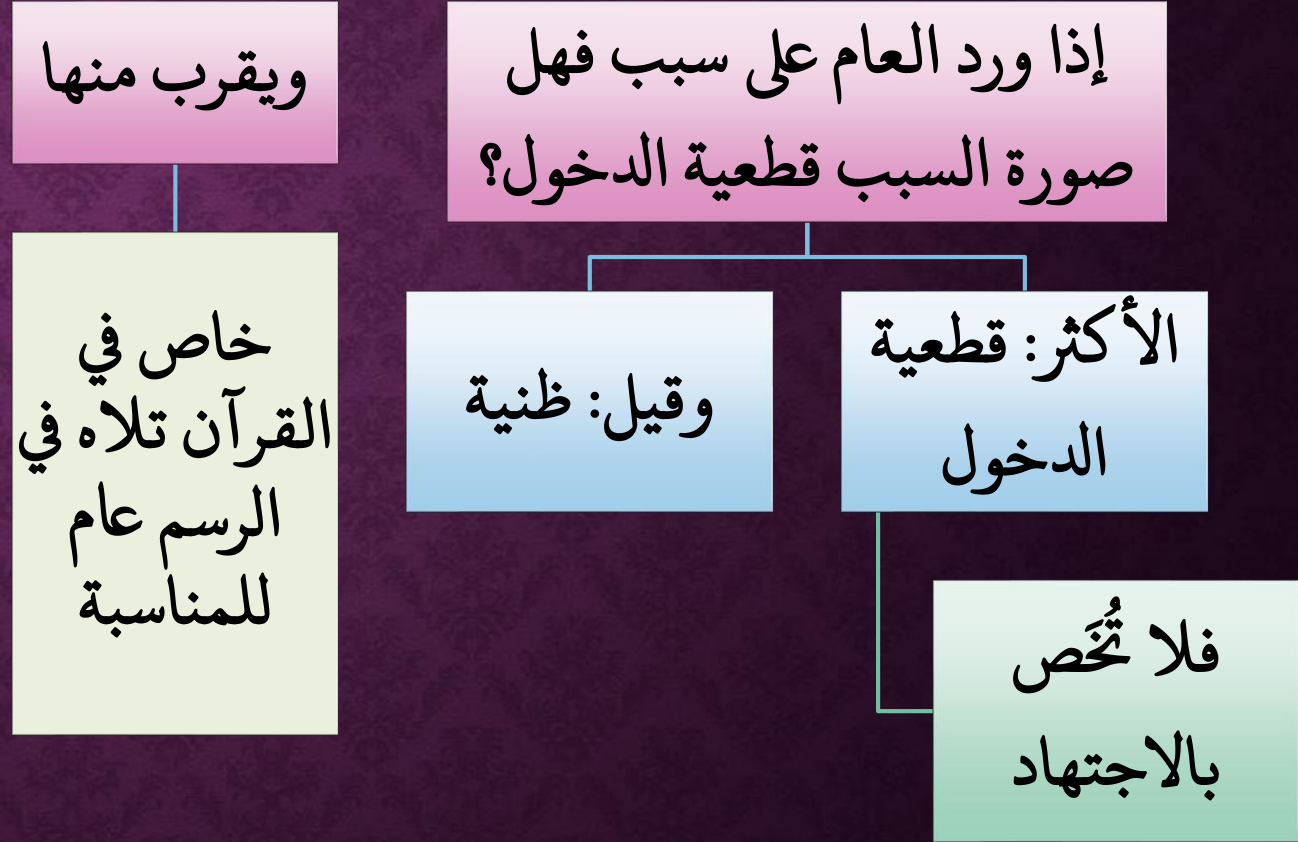 إذا ورد العام على سبب فهل
صورة السبب قطعية الدخول؟
الأكثر: قطعية
الدخول
فلا تُخَص
بالاجتهاد
وقيل: ظنية
ويقرب منها
خاص في
القرآن تلاه في
الرسم عام
للمناسبة